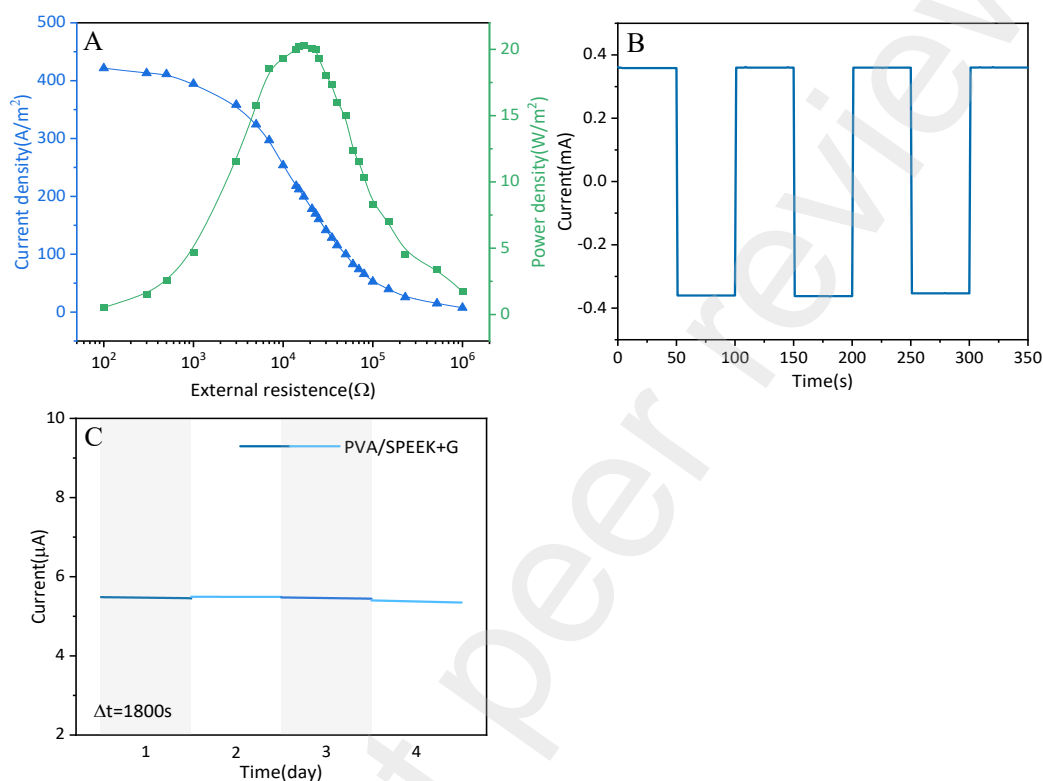 A
Current density(A/m²)
500
400
300
200
100
0
Power density(W/m²)
20
15
10
5
0
10² 10³ 10⁴ 10⁵ 10⁶
External resistence(Ω)
B
Current(mA)
0.4
0.2
0.0
-0.2
-0.4
0 50 100 150 200 250 300 350
Time(s)
C
PVA/SPEEK+G
Current(μA)
10
8
6
4
2
Δt=1800s
1 2 3 4
Time(day)
t peer review